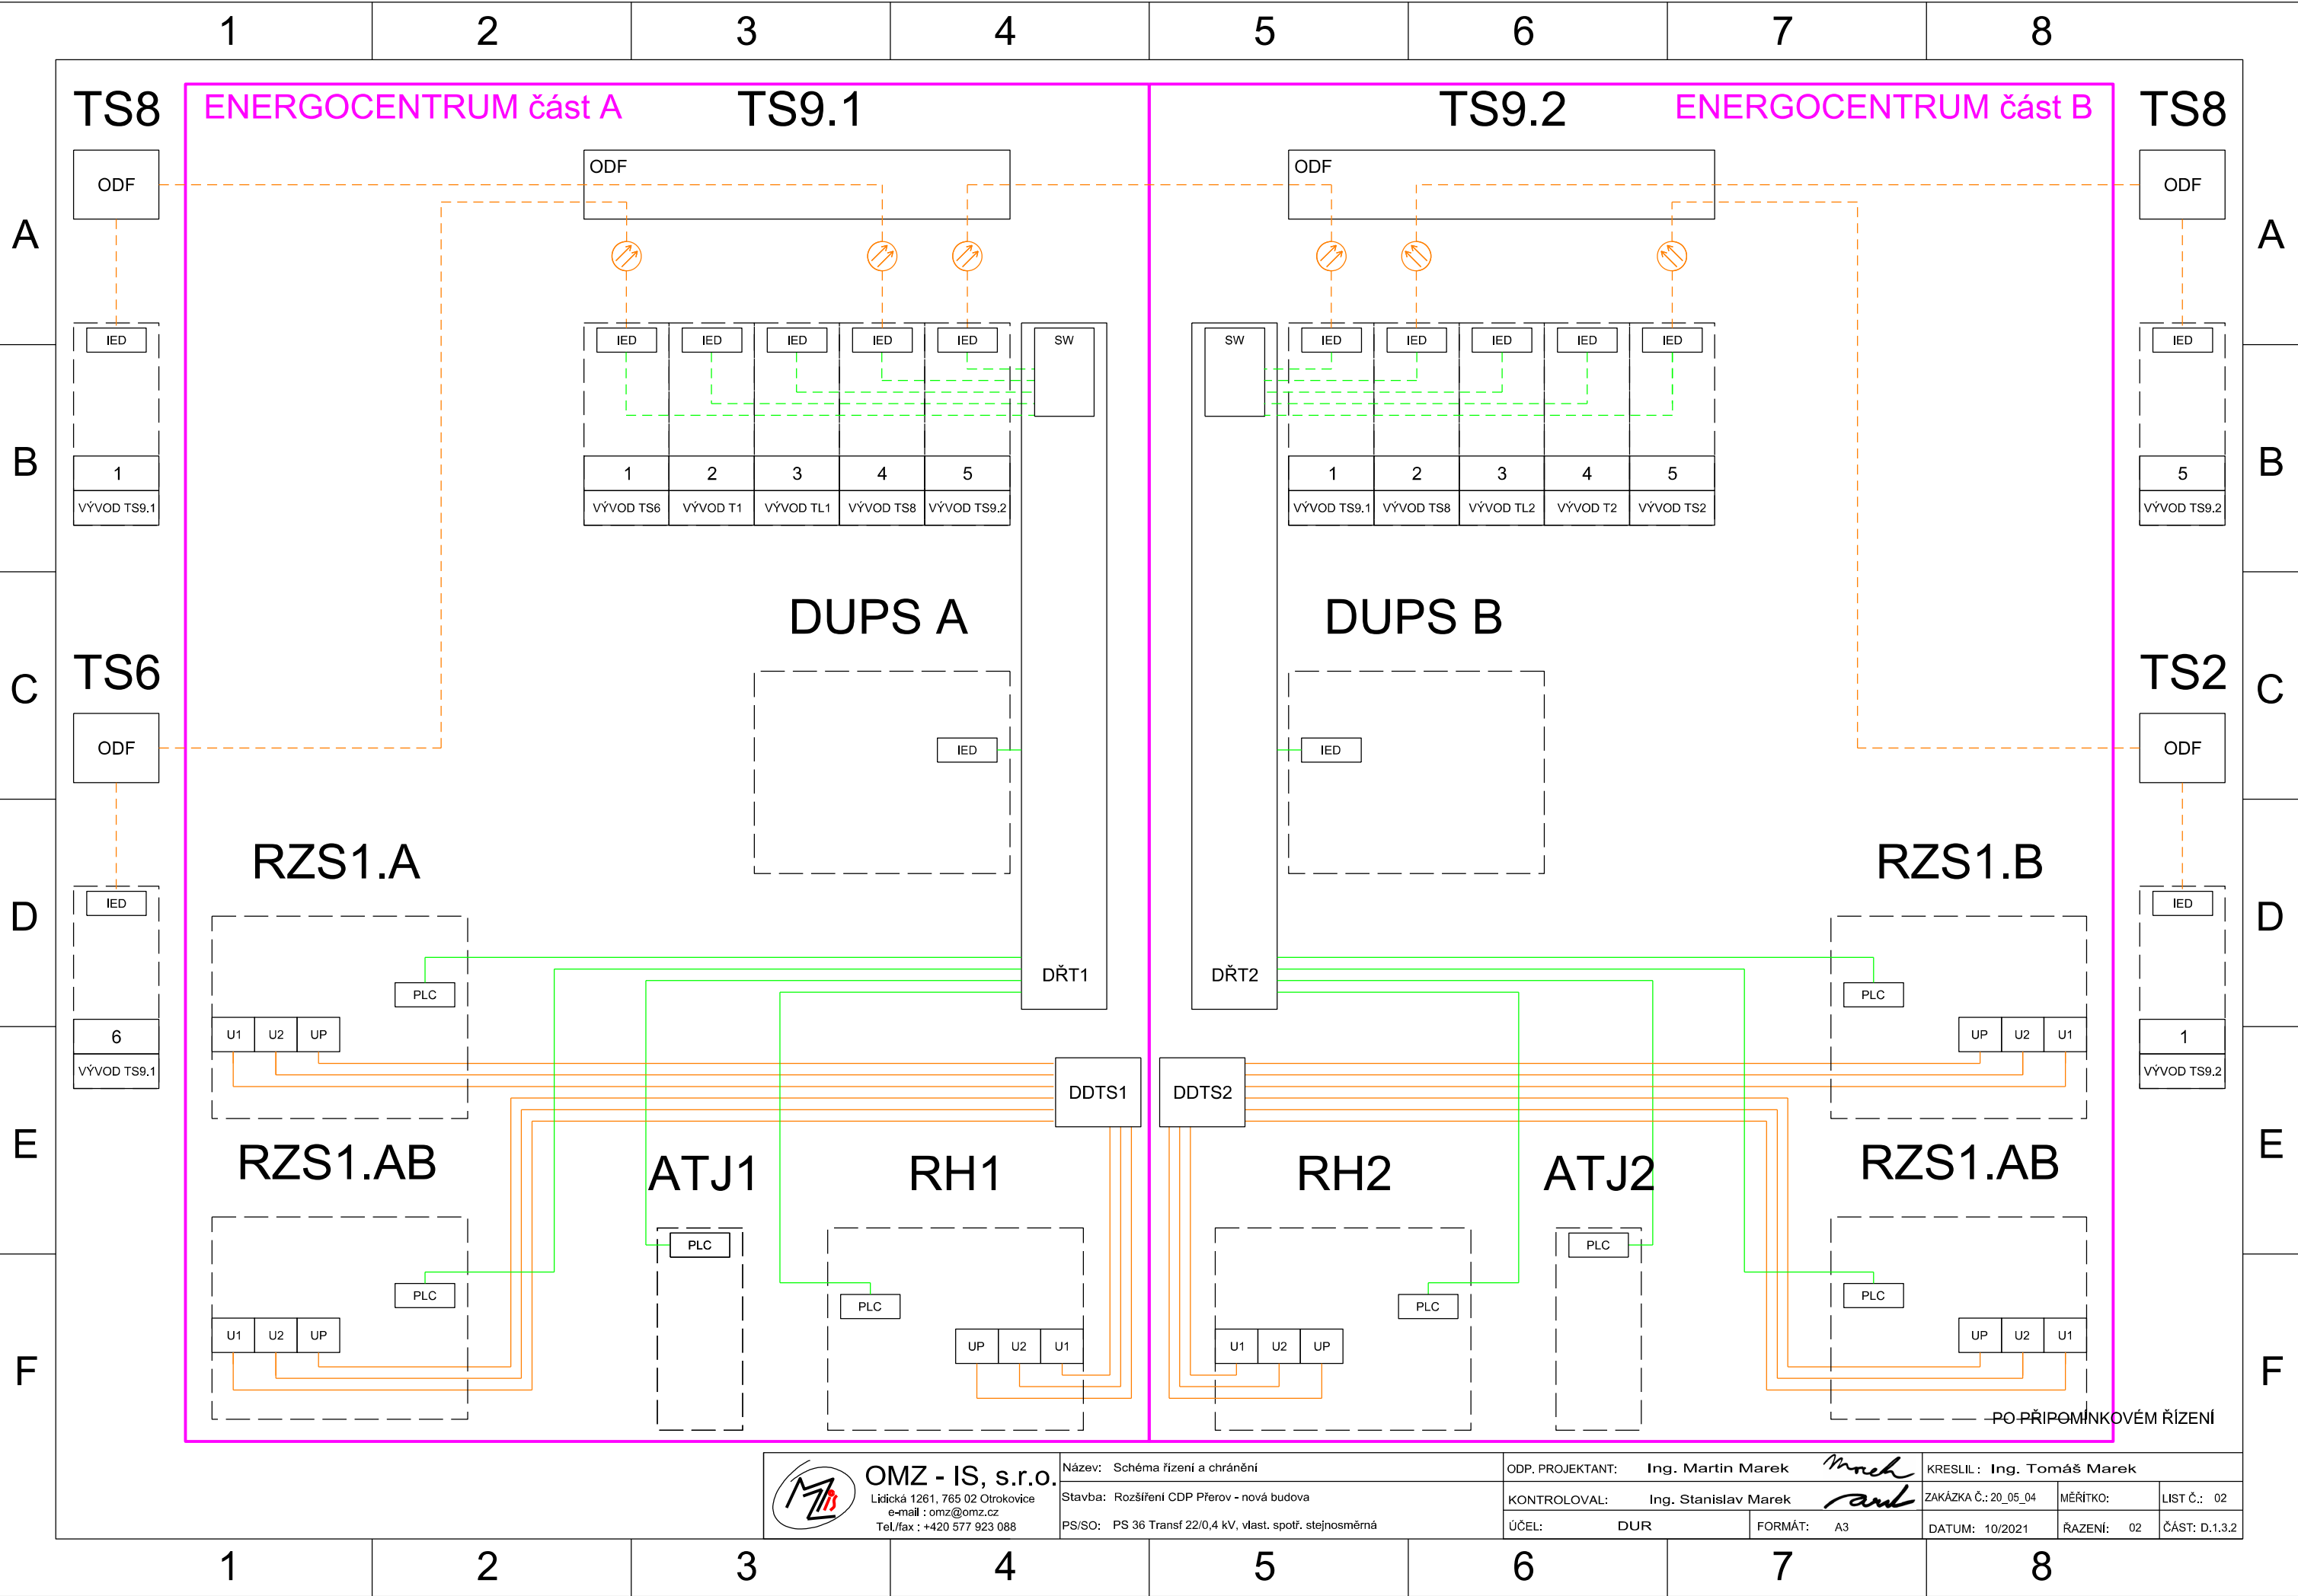 1 2 3 4 5 6 7 8
TS8 ENERGOCENTRUM část A TS9.1 TS9.2 ENERGOCENTRUM část B TS8
ODF ODF ODF ODF
A A
IED IED IED IED IED IED SW SW IED IED IED IED IED IED
B B
1 1 2 3 4 5 1 2 3 4 5 5
VÝVOD TS9.1 VÝVOD TS6 VÝVOD T1 VÝVOD TL1 VÝVOD TS8 VÝVOD TS9.2 VÝVOD TS9.1 VÝVOD TS8 VÝVOD TL2 VÝVOD T2 VÝVOD TS2 VÝVOD TS9.2
DUPS A DUPS B
TS6 TS2
C C
ODF IED IED ODF
RZS1.A RZS1.B
IED IED
D D
DŘT1 DŘT2
PLC PLC
6 U1 U2 UP UP U2 U1 1
VÝVOD TS9.1 VÝVOD TS9.2
DDTS1 DDTS2
E E
RZS1.AB ATJ1 RH1 RH2 ATJ2 RZS1.AB
PLC PLC
PLC PLC PLC PLC
U1 U2 UP UP U2 U1 U1 U2 UP UP U2 U1
F F
PO PŘIPOMÍNKOVÉM ŘÍZENÍ
OMZ - IS, s.r.o.
Lidická 1261, 765 02 Otrokovice
e-mail : omz@omz.cz
Tel./fax : +420 577 923 088
Název: Schéma řízení a chránění
Stavba: Rozšíření CDP Přerov - nová budova
PS/SO: PS 36 Transf 22/0,4 kV, vlast. spotř. stejnosměrná
ODP. PROJEKTANT: Ing. Martin Marek
KONTROLOVAL: Ing. Stanislav Marek
ÚČEL: DUR FORMÁT: A3
KRESLIL: Ing. Tomáš Marek
ZAKÁZKA Č.: 20_05_04 MĚŘÍTKO: LIST Č.: 02
DATUM: 10/2021 ŘAZENÍ: 02 ČÁST: D.1.3.2
1 2 3 4 5 6 7 8